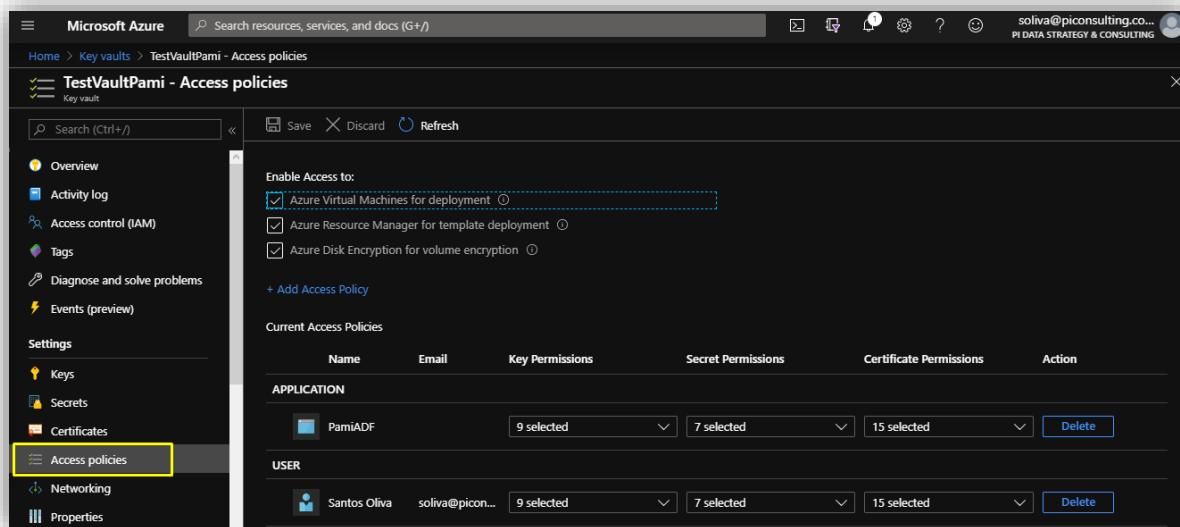 Microsoft Azure
Search resources, services, and docs (G+/)
1
soliva@piconsulting.co...
PI DATA STRATEGY & CONSULTING
Home > Key vaults > TestVaultPami - Access policies
TestVaultPami - Access policies
Key vault
Search (Ctrl+/)
«
Save
Discard
Refresh
Overview
Activity log
Access control (IAM)
Tags
Diagnose and solve problems
Events (preview)
Settings
Keys
Secrets
Certificates
Access policies
Networking
Properties
Enable Access to:
Azure Virtual Machines for deployment
Azure Resource Manager for template deployment
Azure Disk Encryption for volume encryption
+ Add Access Policy
Current Access Policies
Name Email Key Permissions Secret Permissions Certificate Permissions Action
APPLICATION
PamiADF 9 selected 7 selected 15 selected Delete
USER
Santos Oliva soliva@picon... 9 selected 7 selected 15 selected Delete